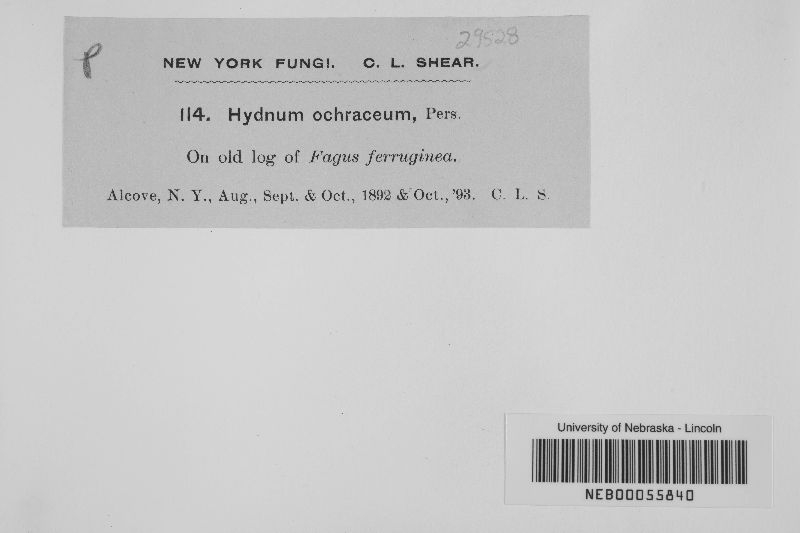 29528
P
NEW YORK FUNGI. C. L. SHEAR.
114. Hydnum ochraceum, Pers.
On old log of Fagus ferruginea.
Alcove, N. Y., Aug., Sept. & Oct., 1892 & Oct., '93. C. L. S.
University of Nebraska - Lincoln
NEB00055840